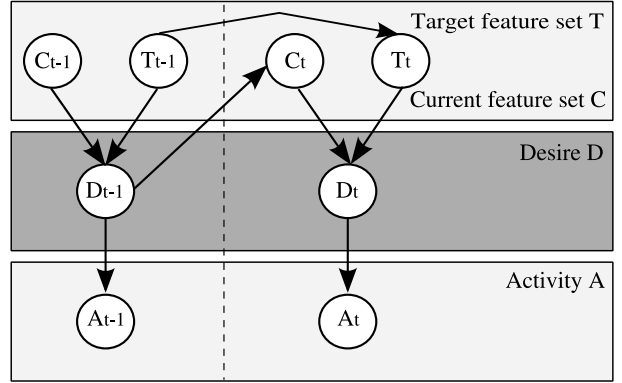 Target feature set T
Ct-1 Tt-1 Ct Tt
Current feature set C
Desire D
Dt-1 Dt
Activity A
At-1 At